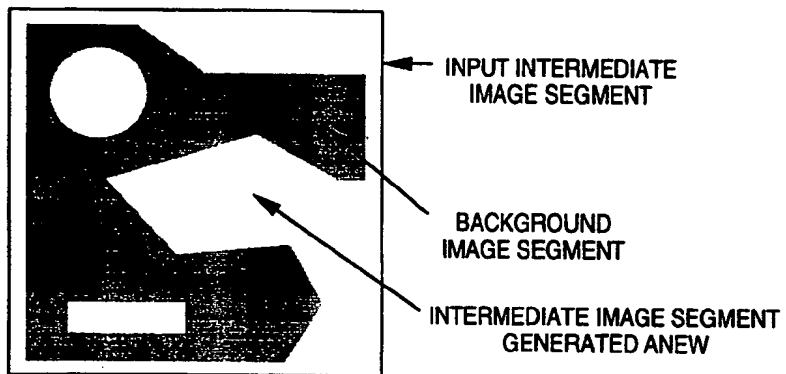 INPUT INTERMEDIATE
IMAGE SEGMENT
BACKGROUND
IMAGE SEGMENT
INTERMEDIATE IMAGE SEGMENT
GENERATED ANEW